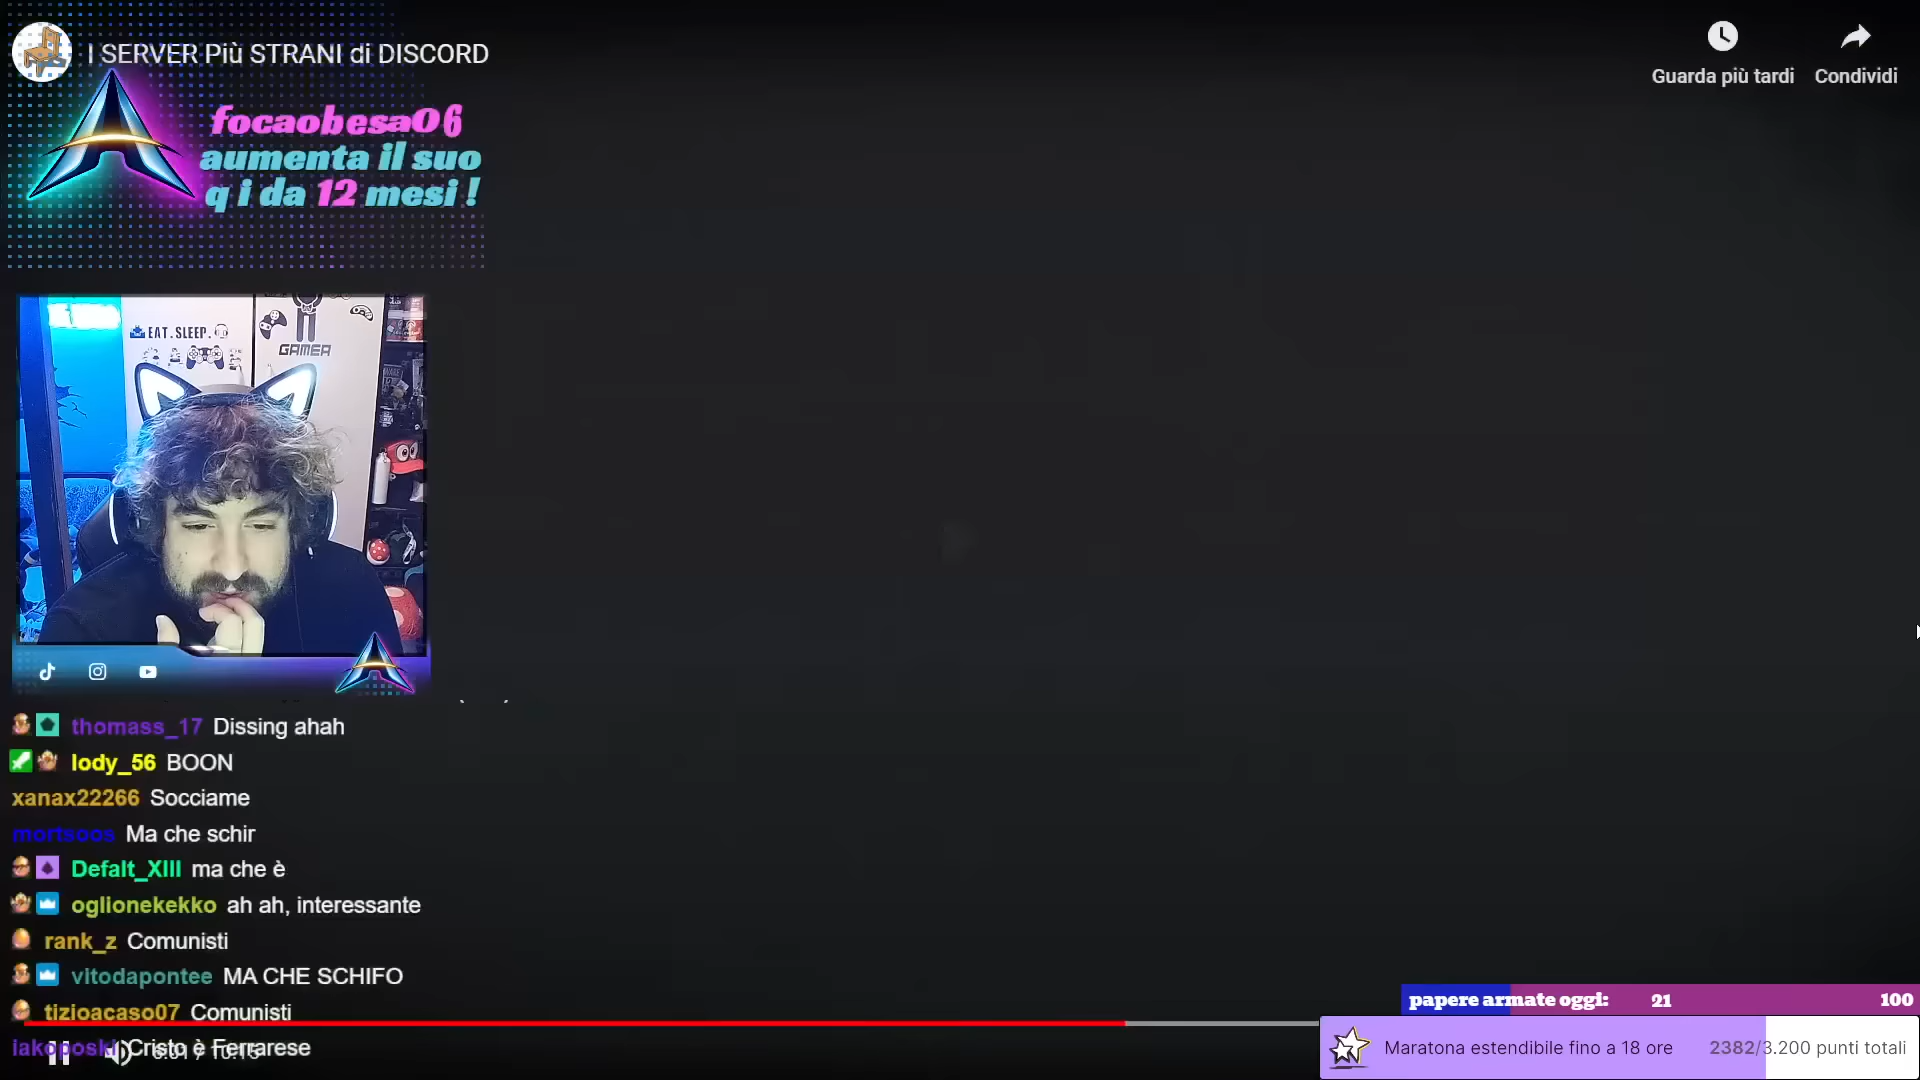 I SERVER Più STRANI di DISCORD
Guarda più tardi
Condividi
focaobesa06
aumenta il suo
q i da 12 mesi !
EAT.SLEEP.
GAMER
thomass_17 Dissing ahah
lody_56 BOON
xanax22266 Socciame
mortsoos Ma che schir
Defalt_XIII ma che è
oglionekekko ah ah, interessante
rank_z Comunisti
vitodapontee MA CHE SCHIFO
tizioacaso07 Comunisti
iakoposki Cristo è Ferrarese
papere armate oggi: 21 100
Maratona estendibile fino a 18 ore 2382/3.200 punti totali